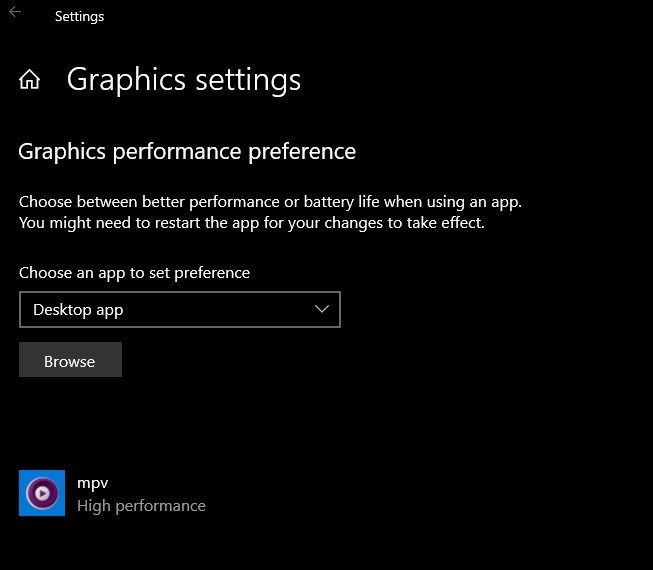 Settings
Graphics settings
Graphics performance preference
Choose between better performance or battery life when using an app.
You might need to restart the app for your changes to take effect.
Choose an app to set preference
Desktop app
Browse
mpv
High performance